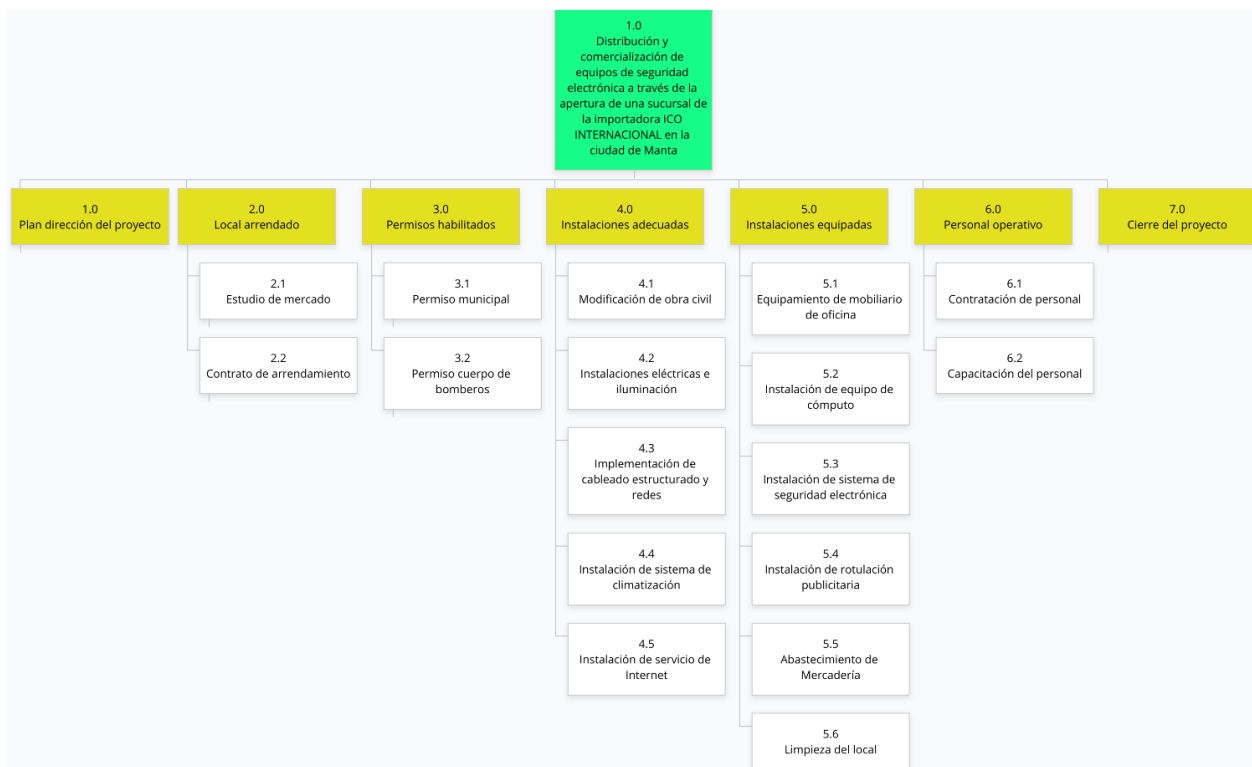 1.0
Distribución y
comercialización de
equipos de seguridad
electrónica a través de la
apertura de una sucursal de
la importadora ICO
INTERNACIONAL en la
ciudad de Manta
1.0
Plan dirección del proyecto
2.0
Local arrendado
3.0
Permisos habilitados
4.0
Instalaciones adecuadas
5.0
Instalaciones equipadas
6.0
Personal operativo
7.0
Cierre del proyecto
2.1
Estudio de mercado
2.2
Contrato de arrendamiento
3.1
Permiso municipal
3.2
Permiso cuerpo de
bomberos
4.1
Modificación de obra civil
4.2
Instalaciones eléctricas e
iluminación
4.3
Implementación de
cableado estructurado y
redes
4.4
Instalación de sistema de
climatización
4.5
Instalación de servicio de
Internet
5.1
Equipamiento de mobiliario
de oficina
5.2
Instalación de equipo de
cómputo
5.3
Instalación de sistema de
seguridad electrónica
5.4
Instalación de rotulación
publicitaria
5.5
Abastecimiento de
Mercadería
5.6
Limpieza del local
6.1
Contratación de personal
6.2
Capacitación del personal